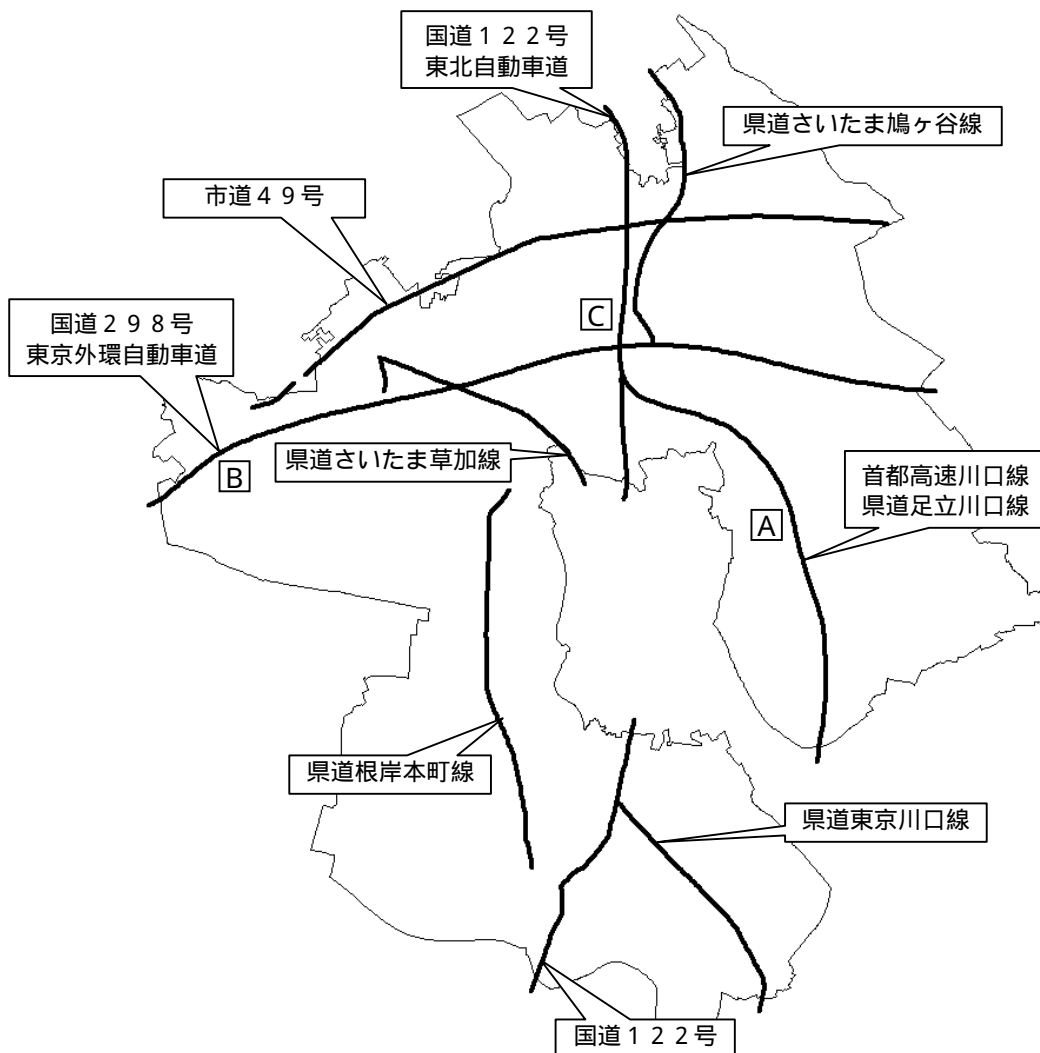 国道１２２号
東北自動車道
県道さいたま鳩ヶ谷線
市道４９号
国道２９８号
東京外環自動車道
C
県道さいたま草加線
B
首都高速川口線
県道足立川口線
A
県道根岸本町線
県道東京川口線
国道１２２号